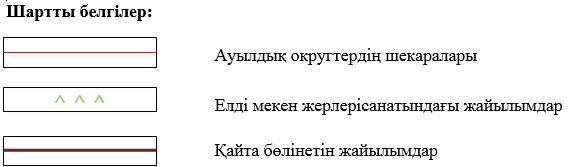 Шартты белгілер:
Ауылдық округтердің шекаралары
Елді мекен жерлерісанатындағы жайылымдар
Қайта бөлінетін жайылымдар